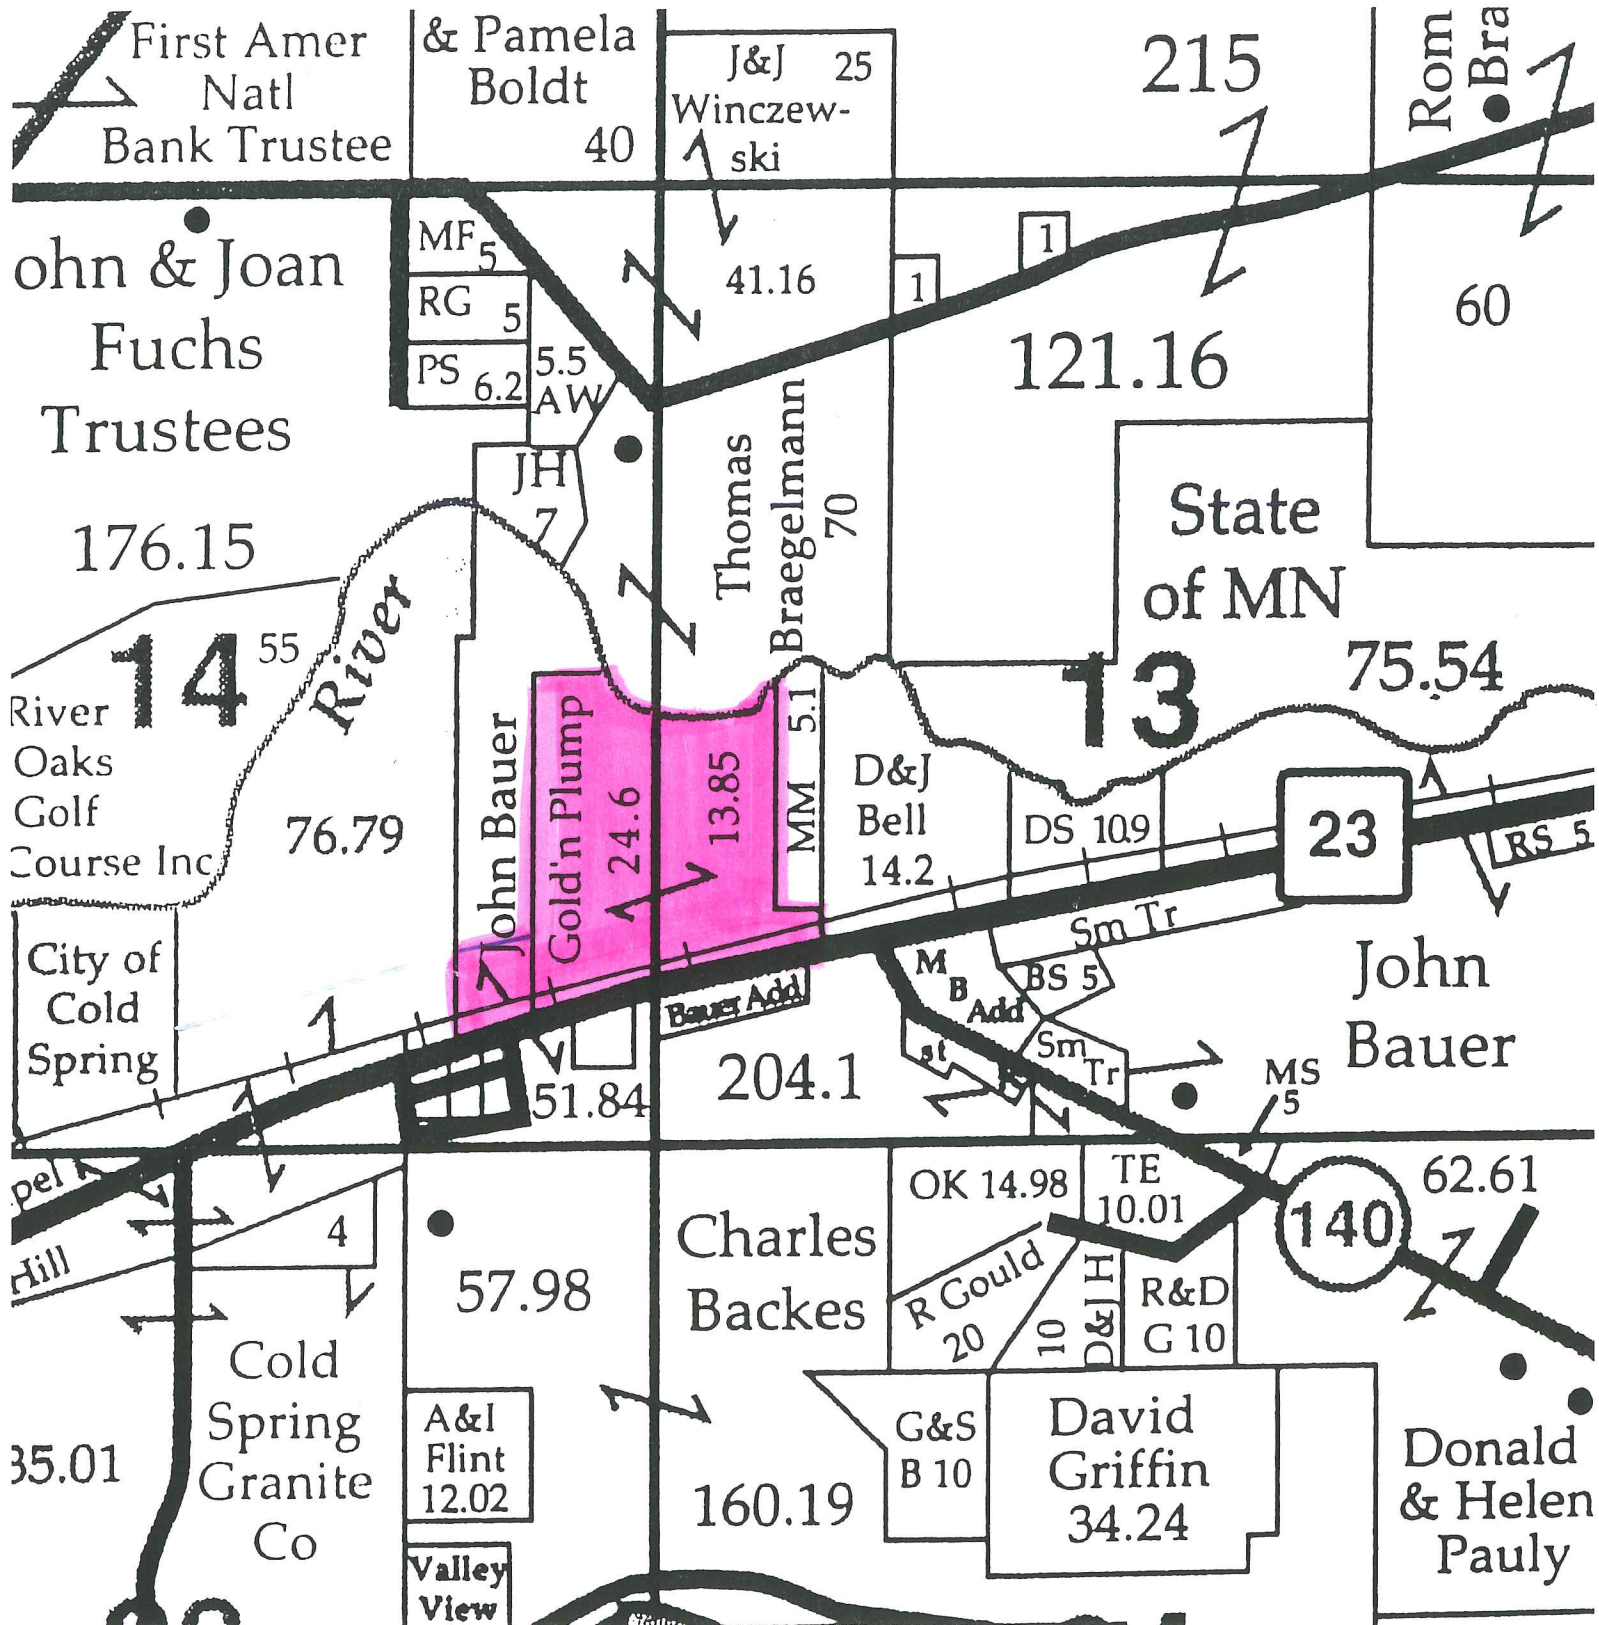 First Amer
Natl
Bank Trustee
& Pamela
Boldt
40
J&J 25
Winczew-
ski
215
Rom
Bra
ohn & Joan
Fuchs
Trustees
176.15
MF 5
RG 5
PS 6.2
5.5
AW
JH
7
41.16
1
1
121.16
60
Thomas
Braegelmann
70
State
of MN
75.54
14
55
River
River
Oaks
Golf
Course Inc
76.79
John Bauer
Gold'n Plump
24.6
13.85
MM 5.1
D&J
Bell
14.2
13
DS 10.9
23
RS 5
City of
Cold
Spring
51.84
Bauer Add
204.1
M
B
Add
st
BS 5
Sm Tr
Sm
Tr
John
Bauer
MS
5
pel
Hill
4
57.98
Charles
Backes
OK 14.98
TE
10.01
140
62.61
R Gould
20
10
D&J H
R&D
G 10
Cold
Spring
Granite
Co
35.01
A&I
Flint
12.02
160.19
G&S
B 10
David
Griffin
34.24
Donald
& Helen
Pauly
Valley
View